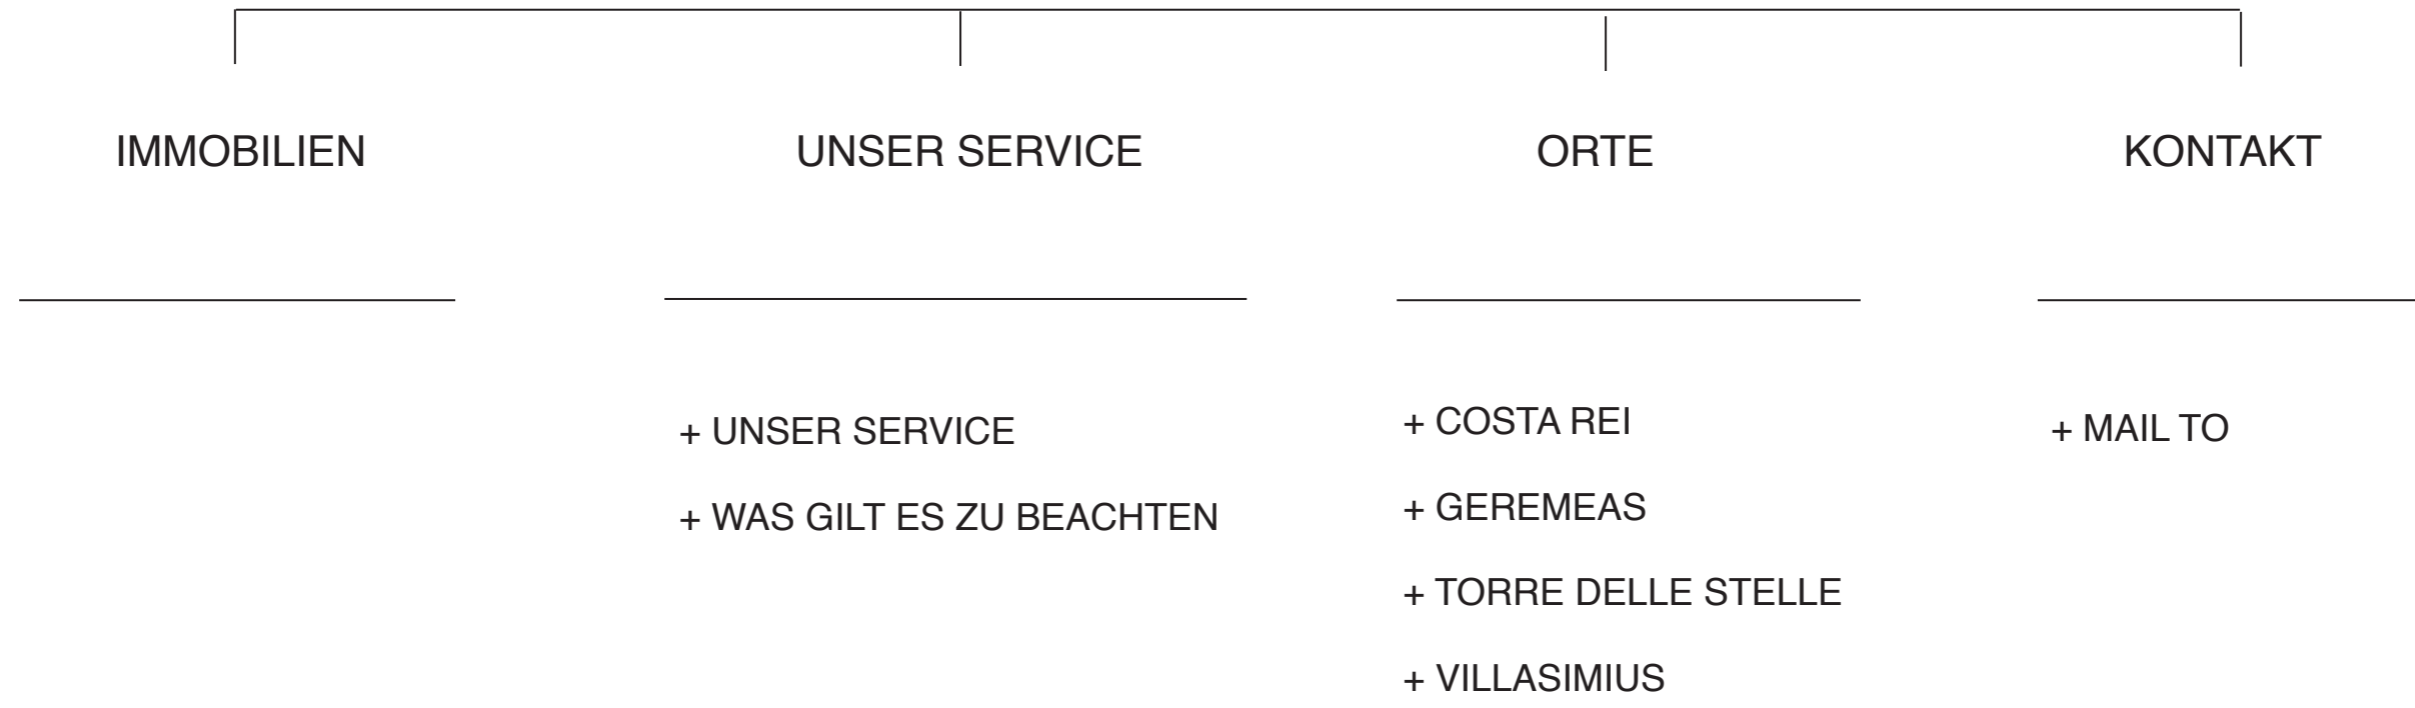 IMMOBILIEN
UNSER SERVICE
ORTE
KONTAKT
+ UNSER SERVICE
+ WAS GILT ES ZU BEACHTEN
+ COSTA REI
+ GEREMEAS
+ TORRE DELLE STELLE
+ VILLASIMIUS
+ MAIL TO